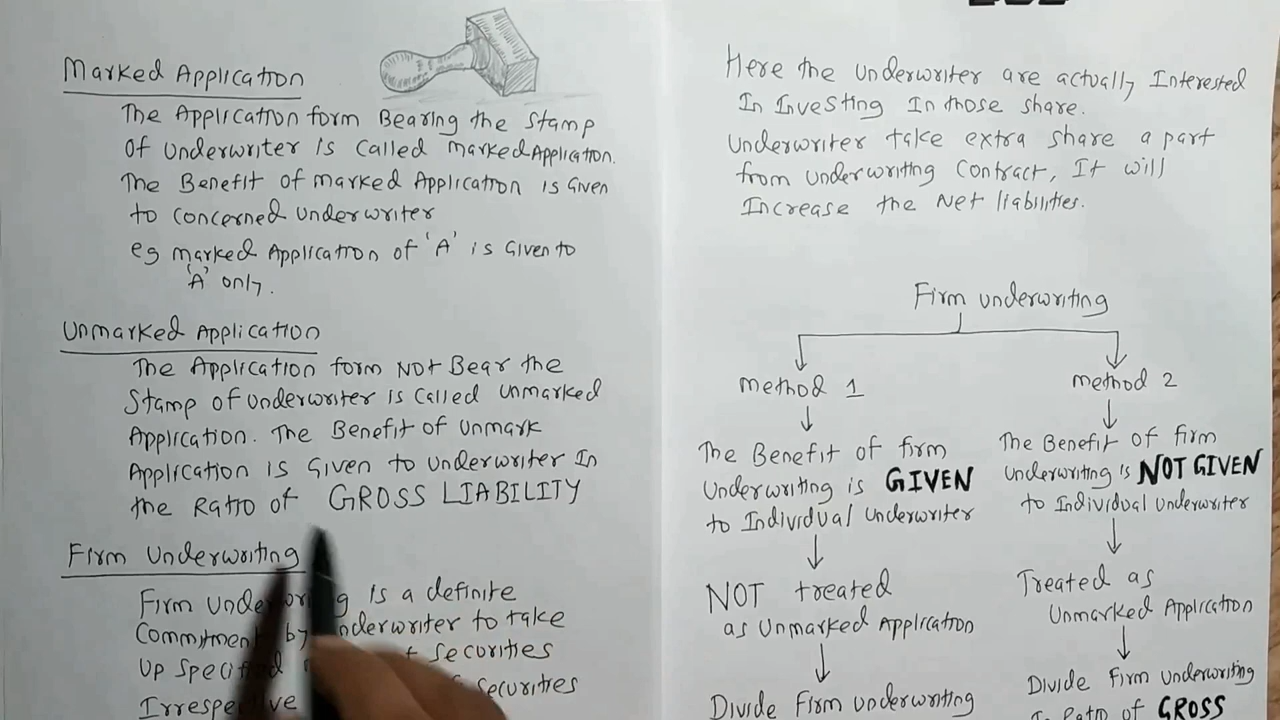 Marked Application
The Application form Bearing the Stamp
of Underwriter is Called Marked Application.
The Benefit of marked Application is Given
to Concerned Underwriter
eg marked Application of 'A' is Given to
'A' only.
Unmarked Application
The Application form NOT Bear the
Stamp of Underwriter is Called Unmarked
Application. The Benefit of Unmark
Application is Given to Underwriter In
the Ratio of GROSS LIABILITY
Firm Underwriting
Firm is a definite
by to take
Up Securities
Securities
Here the Underwriter are actually Interested
In Investing In those share.
Underwriter take extra share a part
from Underwriting Contract, It will
Increase the Net liabilities.
Firm Underwriting
Method 1
The Benefit of firm
Underwriting is GIVEN
to Individual Underwriter
NOT treated
as Unmarked Application
Divide Firm Underwriting
Method 2
The Benefit of firm
Underwriting is NOT GIVEN
to Individual Underwriter
Treated as
Unmarked Application
Divide Firm Underwriting
In Ratio of GROSS